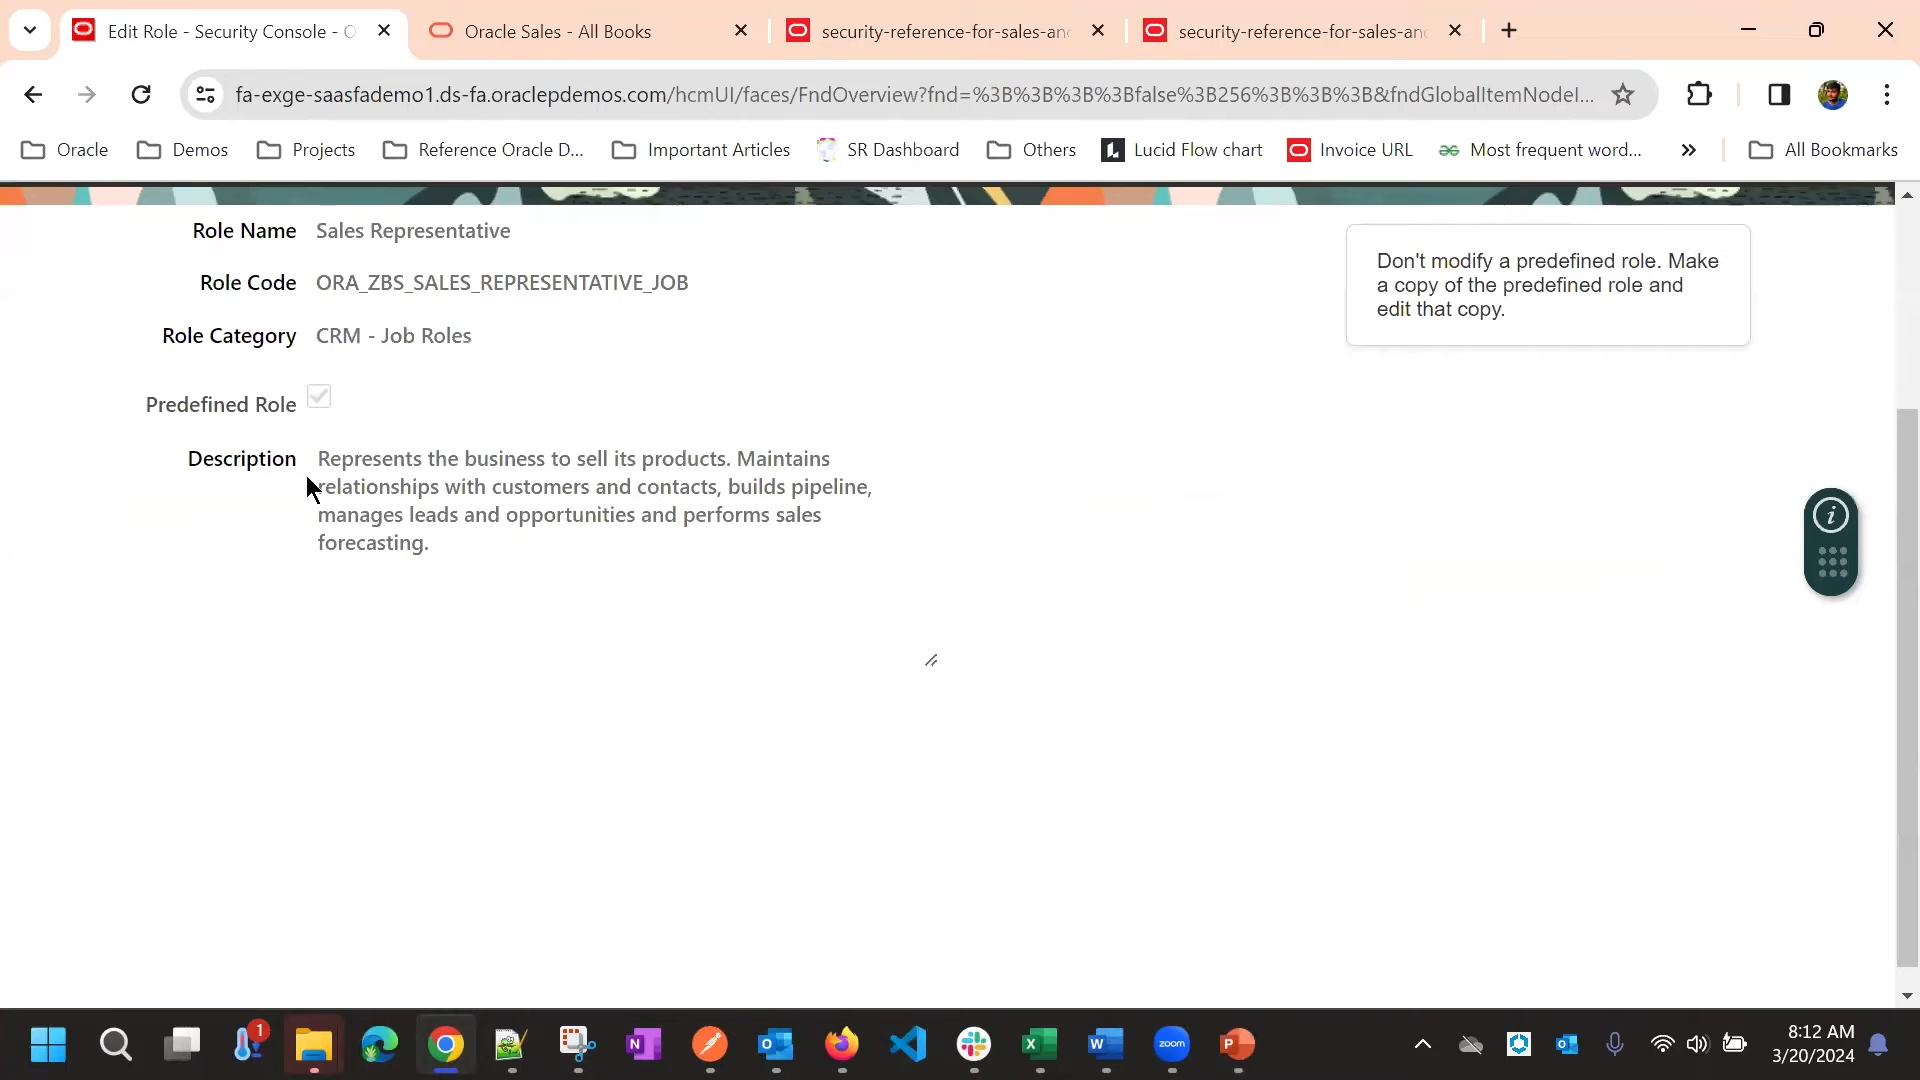 Edit Role - Security Console - O
Oracle Sales - All Books
security-reference-for-sales-and
security-reference-for-sales-and
fa-exge-saasfademo1.ds-fa.oraclepdemos.com/hcmUI/faces/FndOverview?fnd=%3B%3B%3B%3Bfalse%3B256%3B%3B%3B&fndGlobalItemNodeI...
Oracle
Demos
Projects
Reference Oracle D...
Important Articles
SR Dashboard
Others
Lucid Flow chart
Invoice URL
Most frequent word...
All Bookmarks
Role Name Sales Representative
Role Code ORA_ZBS_SALES_REPRESENTATIVE_JOB
Role Category CRM - Job Roles
Predefined Role
Description Represents the business to sell its products. Maintains
relationships with customers and contacts, builds pipeline,
manages leads and opportunities and performs sales
forecasting.
Don't modify a predefined role. Make
a copy of the predefined role and
edit that copy.
1
zoom
8:12 AM
3/20/2024